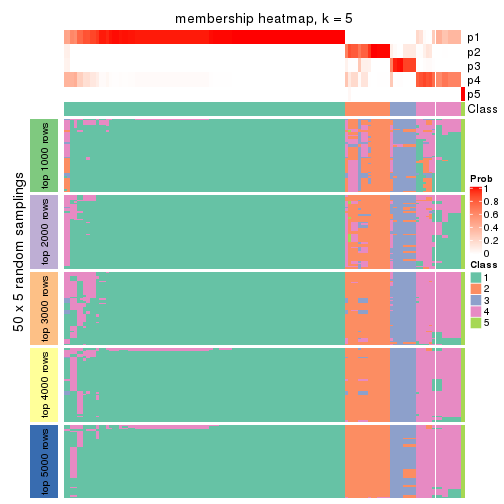 membership heatmap, k = 5
p1
p2
p3
p4
p5
Class
50 x 5 random samplings
top 1000 rows
top 2000 rows
top 3000 rows
top 4000 rows
top 5000 rows
Prob
1
0.8
0.6
0.4
0.2
0
Class
1
2
3
4
5